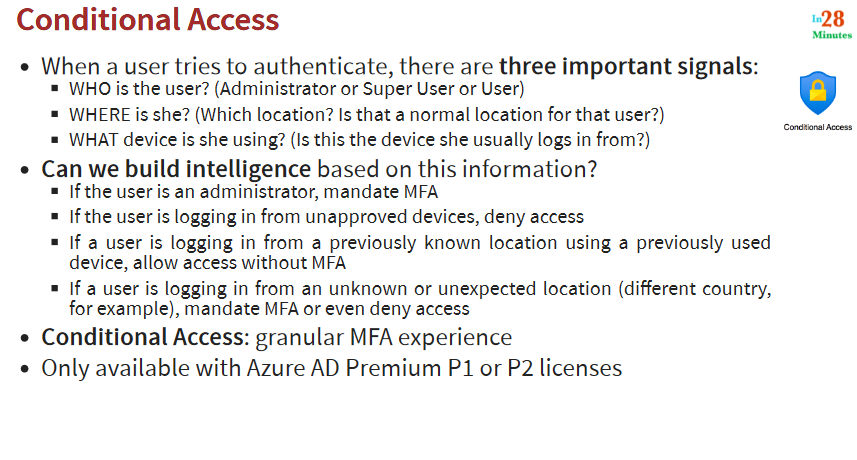 Conditional Access
In28
Minutes
• When a user tries to authenticate, there are three important signals:
▪ WHO is the user? (Administrator or Super User or User)
▪ WHERE is she? (Which location? Is that a normal location for that user?)
▪ WHAT device is she using? (Is this the device she usually logs in from?)
Conditional Access
• Can we build intelligence based on this information?
▪ If the user is an administrator, mandate MFA
▪ If the user is logging in from unapproved devices, deny access
▪ If a user is logging in from a previously known location using a previously used
device, allow access without MFA
▪ If a user is logging in from an unknown or unexpected location (different country,
for example), mandate MFA or even deny access
• Conditional Access: granular MFA experience
• Only available with Azure AD Premium P1 or P2 licenses